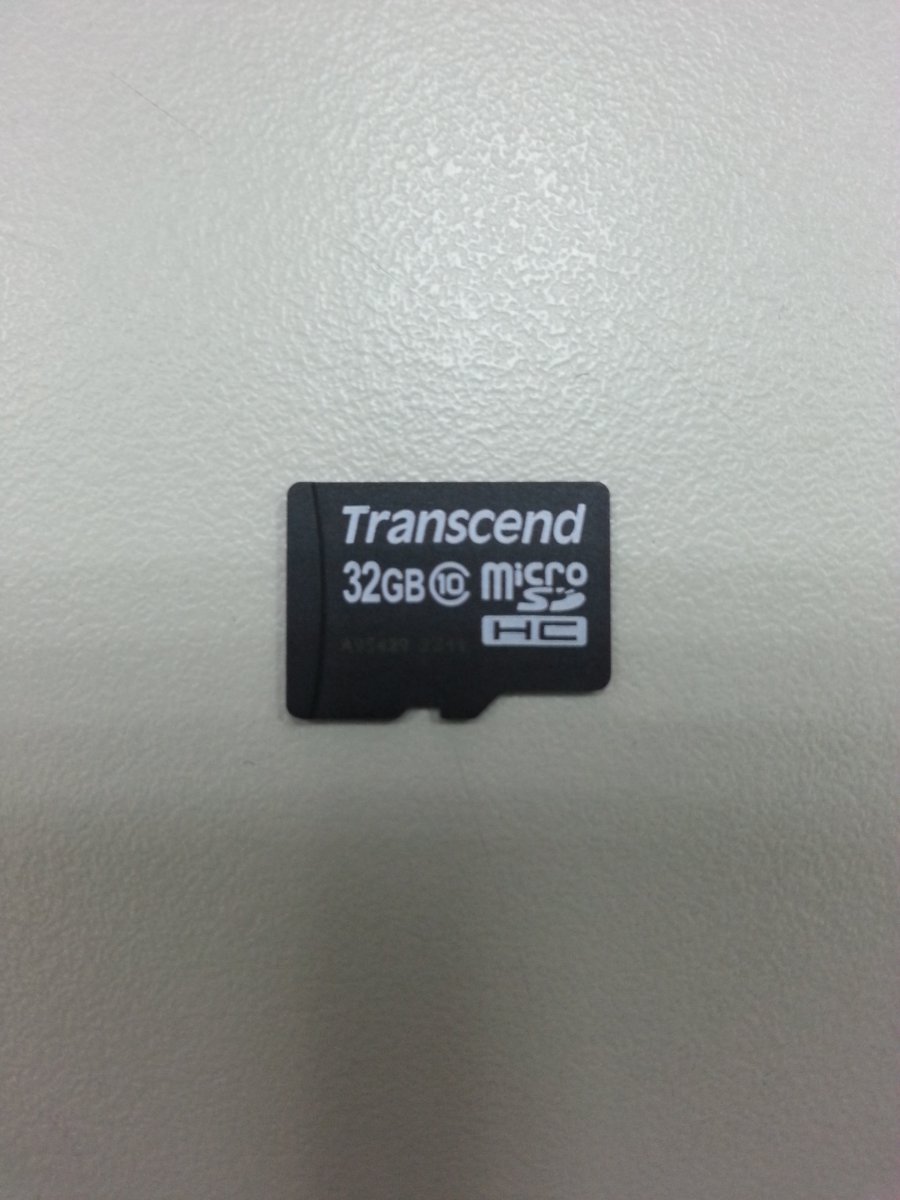 Transcend
32GB 10 micro
SD
HC